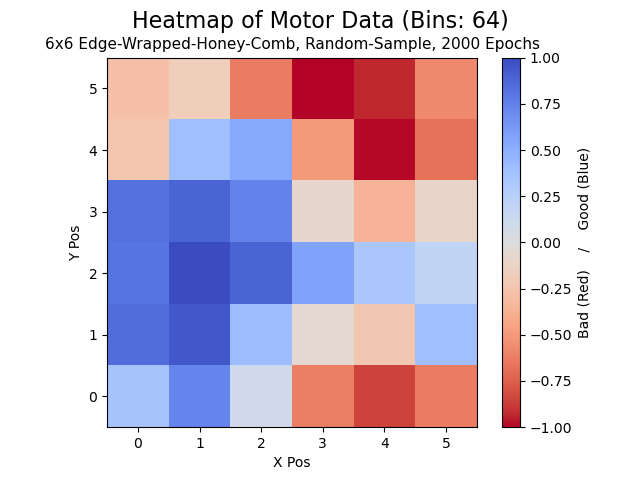 Heatmap of Motor Data (Bins: 64)
6x6 Edge-Wrapped-Honey-Comb, Random-Sample, 2000 Epochs
5
4
3
2
1
0
Y Pos
0 1 2 3 4 5
X Pos
1.00
0.75
0.50
0.25
0.00
−0.25
−0.50
−0.75
−1.00
Bad (Red) / Good (Blue)